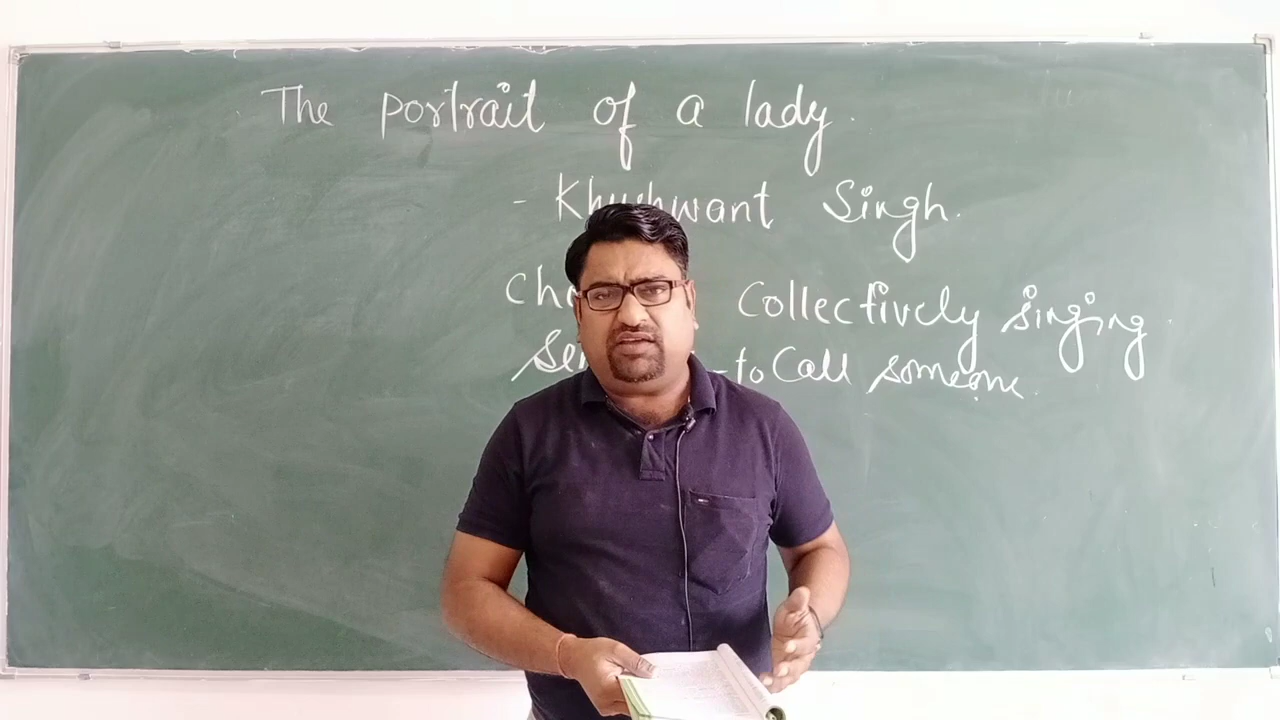 The portrait of a lady.
- Khushwant Singh.
Collectively singing.
- to Call someone.